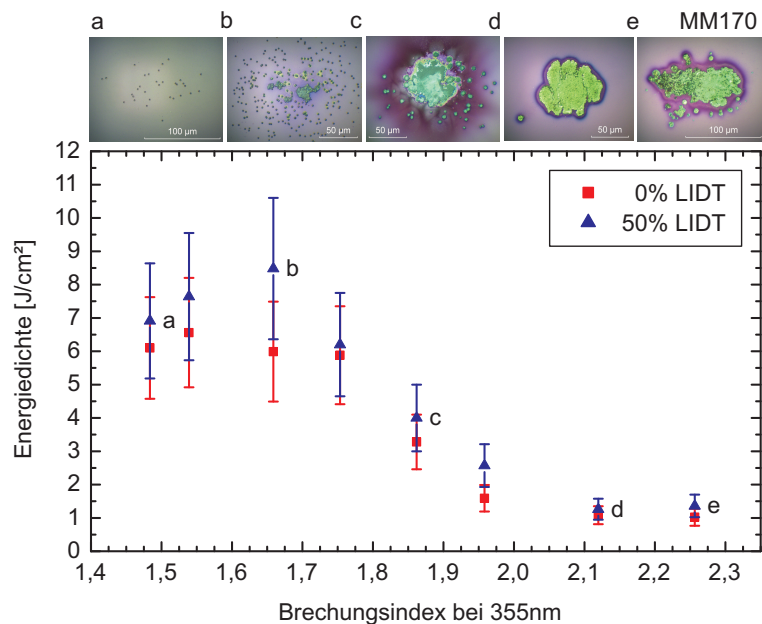 a b c d e MM170
100 µm 50 µm 50 µm 50 µm 100 µm
12
11
10
9
8
7
6
5
4
3
2
1
0
Energiedichte [J/cm²]
0% LIDT
50% LIDT
a
b
c
d
e
1,4 1,5 1,6 1,7 1,8 1,9 2,0 2,1 2,2 2,3
Brechungsindex bei 355nm